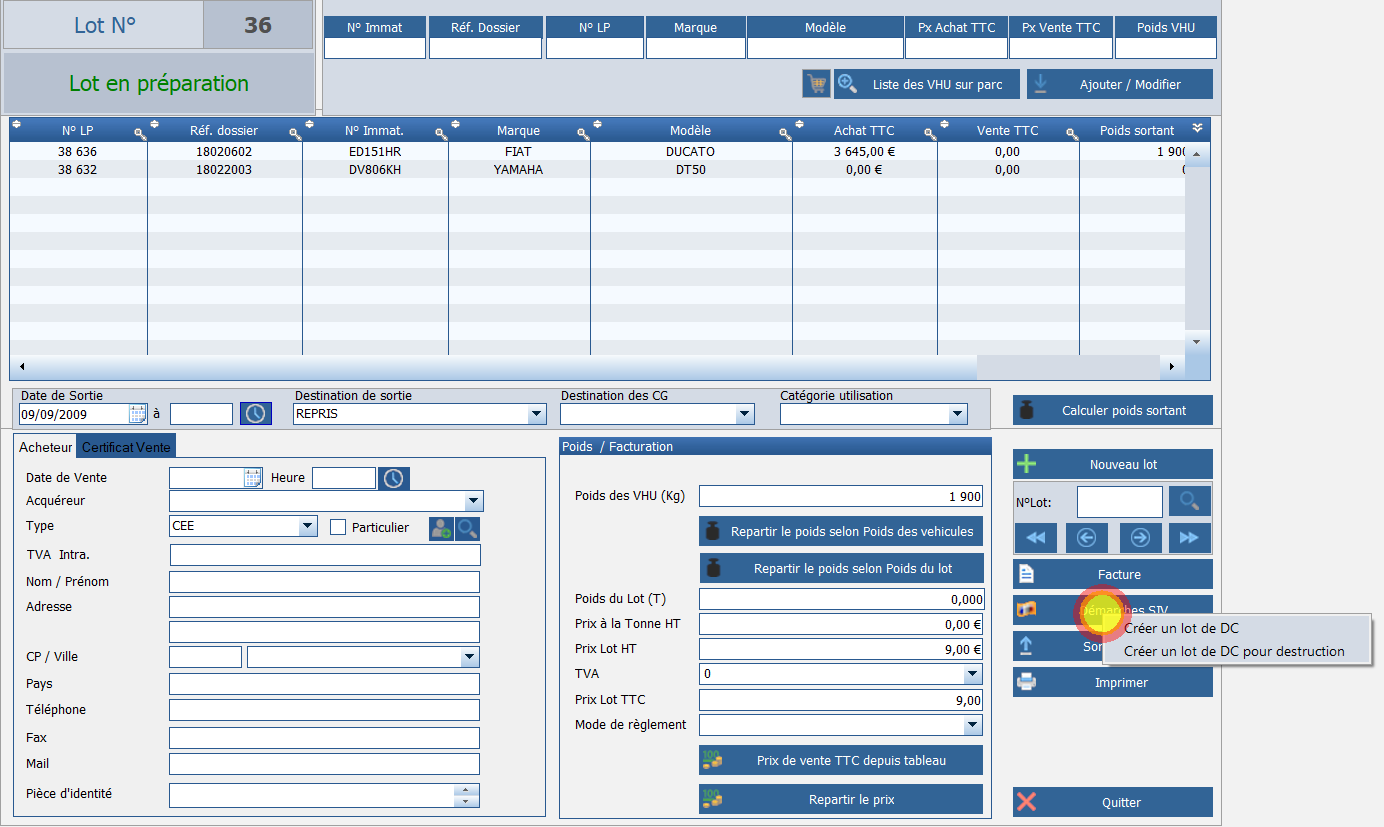 Lot N° 36
Lot en préparation
N° Immat Réf. Dossier N° LP Marque Modèle Px Achat TTC Px Vente TTC Poids VHU
Liste des VHU sur parc Ajouter / Modifier
N° LP Réf. dossier N° Immat. Marque Modèle Achat TTC Vente TTC Poids sortant
38 636 18020602 ED151HR FIAT DUCATO 3 645,00 € 0,00 1 900
38 632 18022003 DV806KH YAMAHA DT50 0,00 € 0,00
Date de Sortie Destination de sortie Destination des CG Catégorie utilisation
09/09/2009 à REPRIS
Calculer poids sortant
Acheteur Certificat Vente
Date de Vente Heure
Acquéreur
Type CEE Particulier
TVA Intra.
Nom / Prénom
Adresse
CP / Ville
Pays
Téléphone
Fax
Mail
Pièce d'identité
Poids / Facturation
Poids des VHU (Kg) 1 900
Repartir le poids selon Poids des vehicules
Repartir le poids selon Poids du lot
Poids du Lot (T) 0,000
Prix à la Tonne HT 0,00 €
Prix Lot HT 9,00 €
TVA 0
Prix Lot TTC 9,00
Mode de règlement
Prix de vente TTC depuis tableau
Repartir le prix
Nouveau lot
N°Lot:
Facture
Démarches SIV
Créer un lot de DC
Créer un lot de DC pour destruction
Imprimer
Quitter